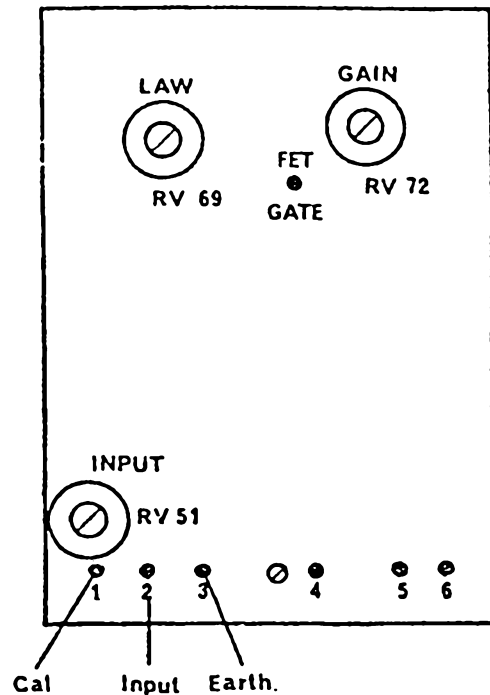 LAW
GAIN
FET
GATE
RV 69
RV 72
INPUT
RV 51
1 2 3 4 5 6
Cal Input Earth.